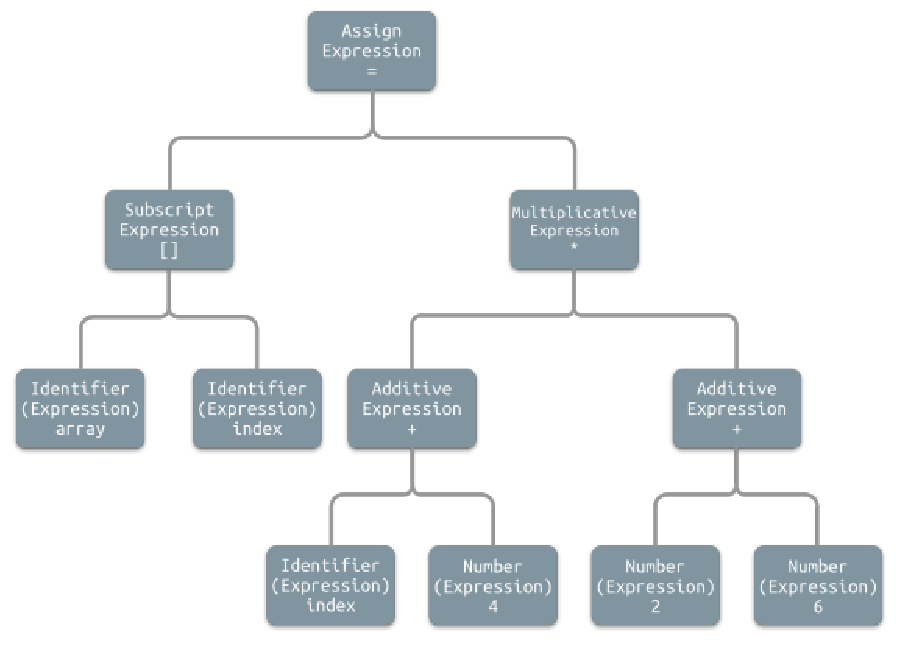 Assign
Expression
=
Subscript
Expression
[]
Multiplicative
Expression
*
Identifier
(Expression)
array
Identifier
(Expression)
index
Additive
Expression
+
Additive
Expression
+
Identifier
(Expression)
index
Number
(Expression)
4
Number
(Expression)
2
Number
(Expression)
6